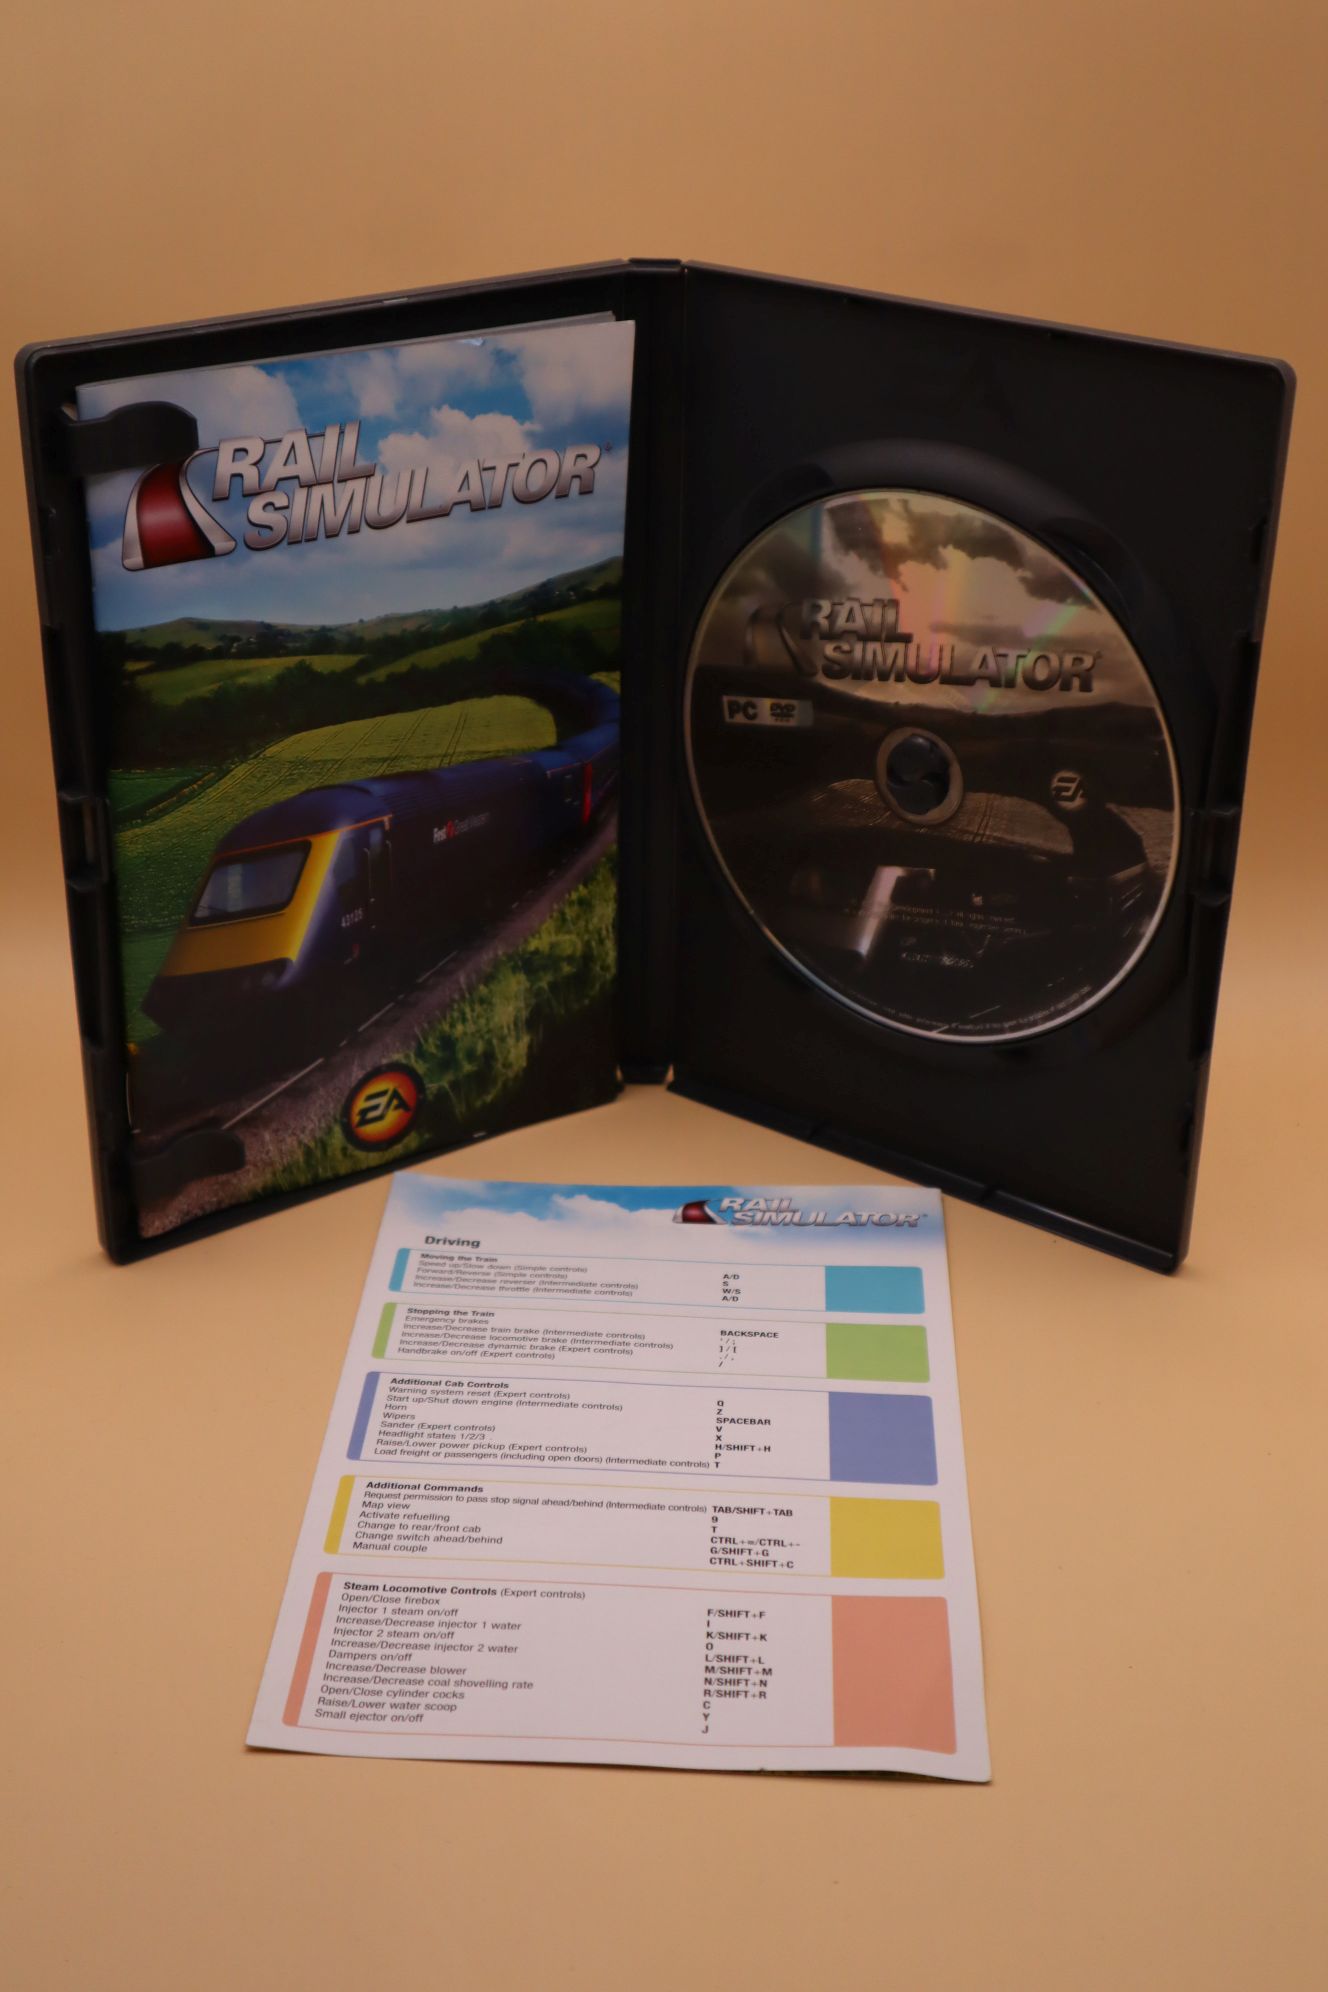 RAIL
SIMULATOR
First Great Western
43125
EA
RAIL
SIMULATOR
PC DVD
EA
RAIL
SIMULATOR
Driving
Moving the Train
Speed up/Slow down (Simple controls) A/D
Forward/Reverse (Simple controls) S
Increase/Decrease reverser (Intermediate controls) W/S
Increase/Decrease throttle (Intermediate controls) A/D
Stopping the Train
Emergency brakes BACKSPACE
Increase/Decrease train brake (Intermediate controls) ' / ;
Increase/Decrease locomotive brake (Intermediate controls) ] / [
Increase/Decrease dynamic brake (Expert controls) . / ,
Handbrake on/off (Expert controls) /
Additional Cab Controls
Warning system reset (Expert controls) Q
Start up/Shut down engine (Intermediate controls) Z
Horn SPACEBAR
Wipers V
Sander (Expert controls) X
Headlight states 1/2/3 H/SHIFT+H
Raise/Lower power pickup (Expert controls) P
Load freight or passengers (including open doors) (Intermediate controls) T
Additional Commands
Request permission to pass stop signal ahead/behind (Intermediate controls) TAB/SHIFT+TAB
Map view 9
Activate refuelling T
Change to rear/front cab CTRL+=/CTRL+-
Change switch ahead/behind G/SHIFT+G
Manual couple CTRL+SHIFT+C
Steam Locomotive Controls (Expert controls)
Open/Close firebox F/SHIFT+F
Injector 1 steam on/off I
Increase/Decrease injector 1 water K/SHIFT+K
Injector 2 steam on/off O
Increase/Decrease injector 2 water L/SHIFT+L
Dampers on/off M/SHIFT+M
Increase/Decrease blower N/SHIFT+N
Increase/Decrease coal shovelling rate R/SHIFT+R
Open/Close cylinder cocks C
Raise/Lower water scoop Y
Small ejector on/off J